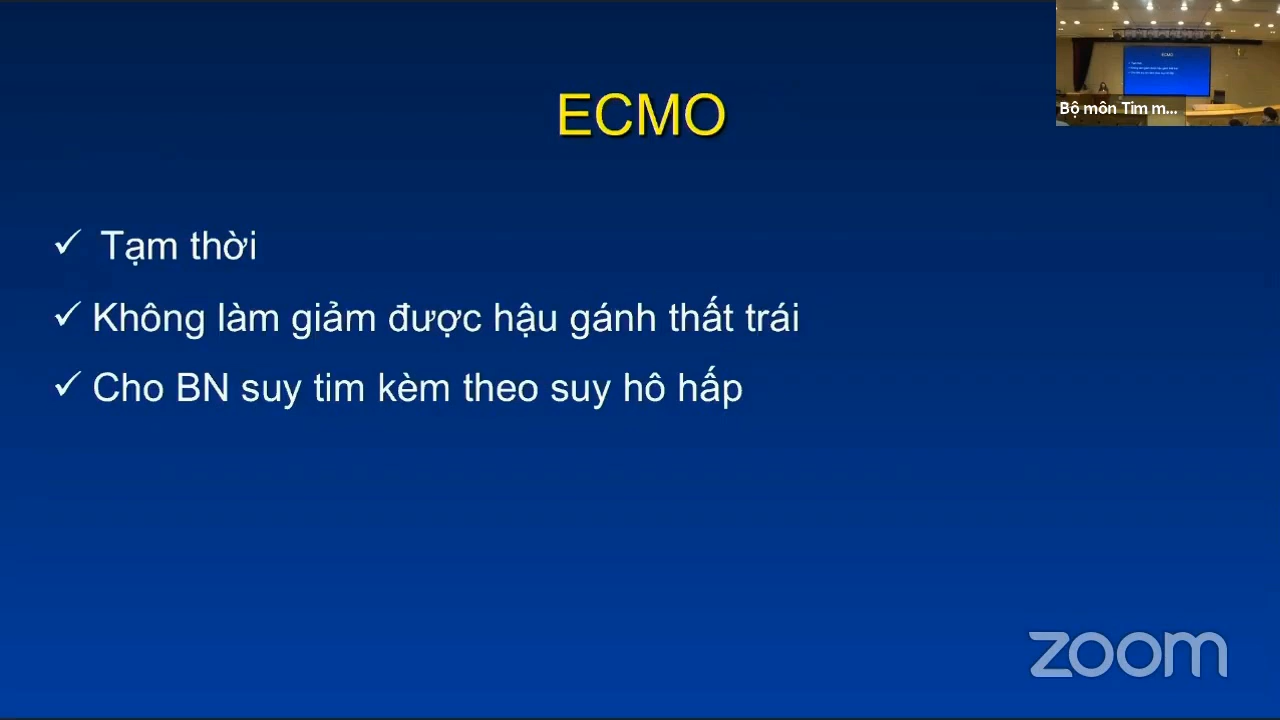 ECMO
Bộ môn Tim m...
Tạm thời
Không làm giảm được hậu gánh thất trái
Cho BN suy tim kèm theo suy hô hấp
zoom